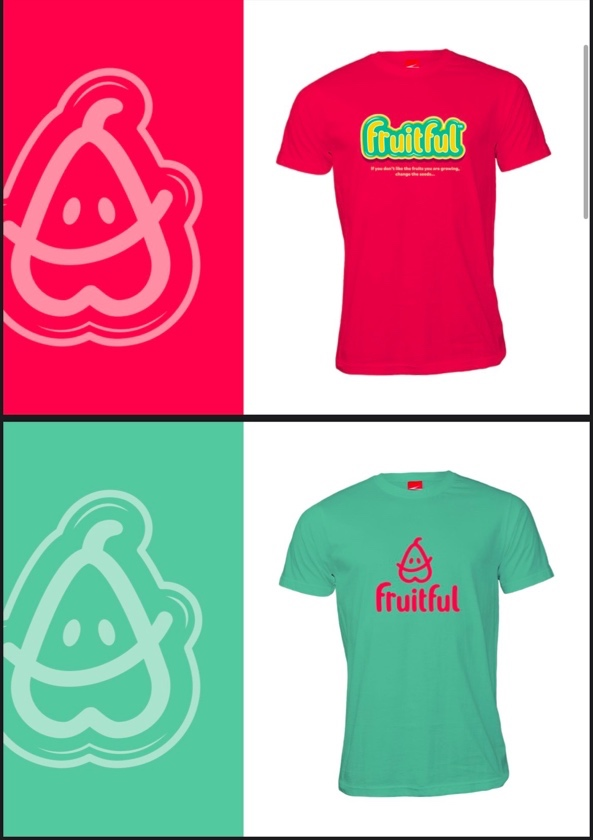 fruitful
If you don't like the fruits you are growing,
change the seeds...
fruitful